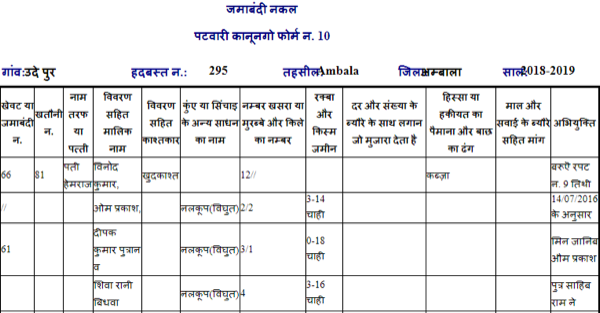 जमाबंदी नकल
पटवारी कानूनगो फोर्म न. 10
गांव:उदे पुर हदबस्त न.: 295 तहसील:Ambala जिला:अम्बाला साल:2018-2019
खेवट या जमाबंदी न.
खतौनी न.
नाम तरफ या पत्ती
विवरण सहित मालिक नाम
विवरण सहित काश्तकार
कुंए या सिंचाइ के अन्य साधन का नाम
नम्बर खसरा या मुरब्बे और किले का नम्बर
रक्बा और किस्म जमीन
दर और संख्या के ब्यौरे के साथ लगान जो मुजारा देता है
हिस्सा या हकीयत का पैमाना और बाछ का ढंग
माल और सवाई के ब्यौरे सहित मांग
अभियुक्ति
66 81 पती हेमराज विनोद कुमार, खुदकाश्त 12// कब्ज़ा बरुऐ रपट न. 9 तिथी
// ओम प्रकाश, नलकूप(विघुत) 2/2 3-14 चाही 14/07/2016 के अनुसार
61 दीपक कुमार पुत्रान व नलकूप(विघुत) 3/1 0-18 चाही मिन जानिब ओम प्रकाश
शिवा रानी बिधवा नलकूप(विघुत) 4 3-16 चाही पुत्र साहिब राम ने